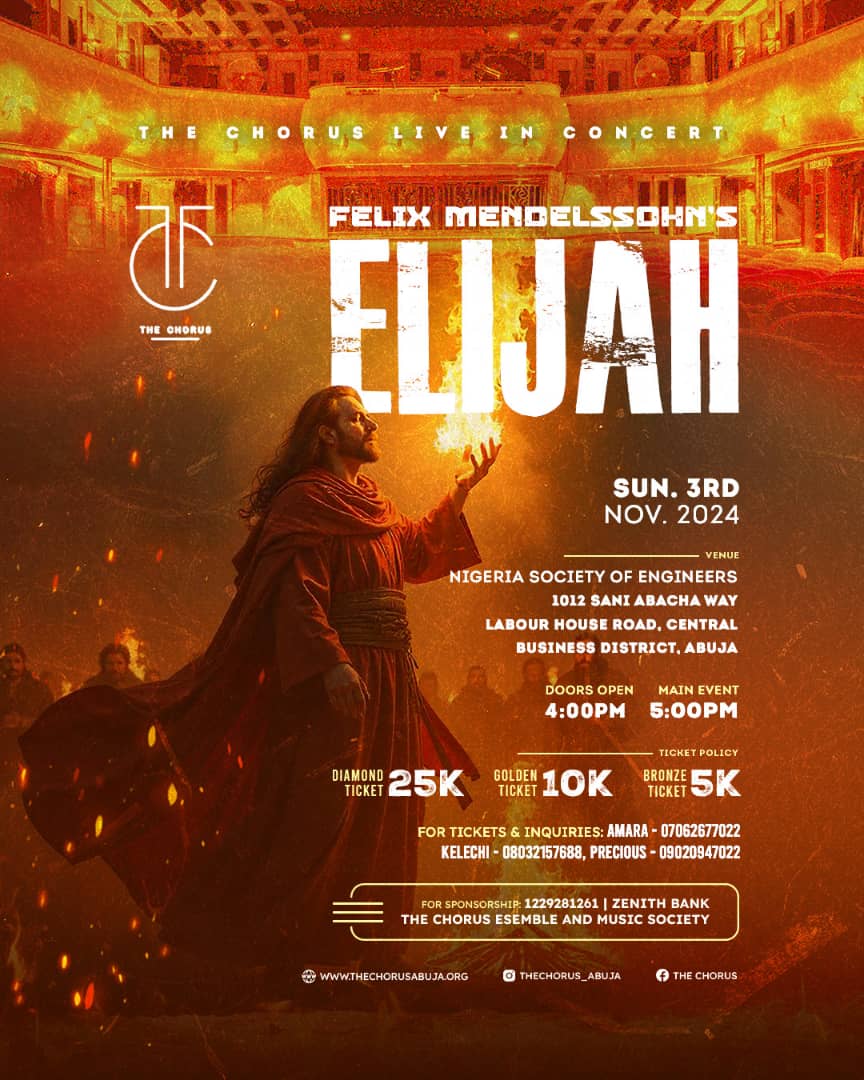 THE CHORUS LIVE IN CONCERT
TC
THE CHORUS
FELIX MENDELSSOHN'S
ELIJAH
SUN. 3RD
NOV. 2024
VENUE
NIGERIA SOCIETY OF ENGINEERS
1012 SANI ABACHA WAY
LABOUR HOUSE ROAD, CENTRAL
BUSINESS DISTRICT, ABUJA
DOORS OPEN MAIN EVENT
4:00PM 5:00PM
TICKET POLICY
DIAMOND TICKET 25K GOLDEN TICKET 10K BRONZE TICKET 5K
FOR TICKETS & INQUIRIES: AMARA - 07062677022
KELECHI - 08032157688, PRECIOUS - 09020947022
FOR SPONSORSHIP: 1229281261 | ZENITH BANK
THE CHORUS ESEMBLE AND MUSIC SOCIETY
WWW.THECHORUSABUJA.ORG THECHORUS_ABUJA THE CHORUS